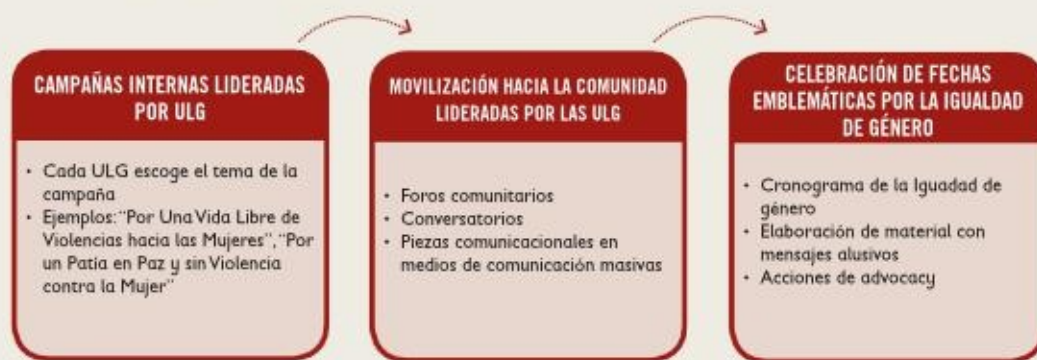 CAMPAÑAS INTERNAS LIDERADAS
POR ULG
• Cada ULG escoge el tema de la
campaña
• Ejemplos: “Por Una Vida Libre de
Violencias hacia las Mujeres”, “Por
un Patía en Paz y sin Violencia
contra la Mujer”
MOVILIZACIÓN HACIA LA COMUNIDAD
LIDERADAS POR LAS ULG
• Foros comunitarios
• Conversatorios
• Piezas comunicacionales en
medios de comunicación masivas
CELEBRACIÓN DE FECHAS
EMBLEMÁTICAS POR LA IGUALDAD
DE GÉNERO
• Cronograma de la Iguadad de
género
• Elaboración de material con
mensajes alusivos
• Acciones de advocacy